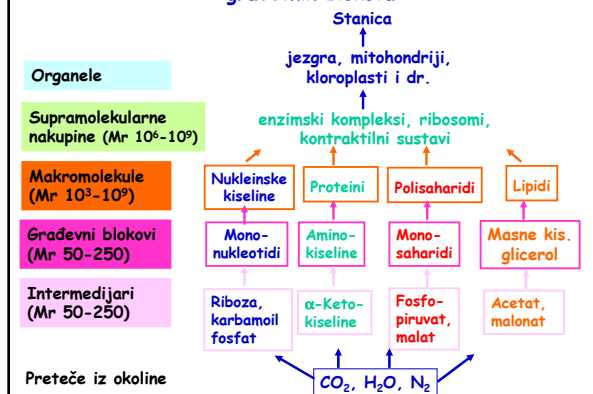 Stanica
jezgra, mitohondriji,
kloroplasti i dr.
Organele
Supramolekularne
nakupine (Mr 10⁶-10⁹)
enzimski kompleksi, ribosomi,
kontraktilni sustavi
Makromolekule
(Mr 10³-10⁹)
Nukleinske
kiseline
Proteini
Polisaharidi
Lipidi
Građevni blokovi
(Mr 50-250)
Mono-
nukleotidi
Amino-
kiseline
Mono-
saharidi
Masne kis.
glicerol
Intermedijari
(Mr 50-250)
Riboza,
karbamoil
fosfat
α-Keto-
kiseline
Fosfo-
piruvat,
malat
Acetat,
malonat
Preteče iz okoline
CO₂, H₂O, N₂